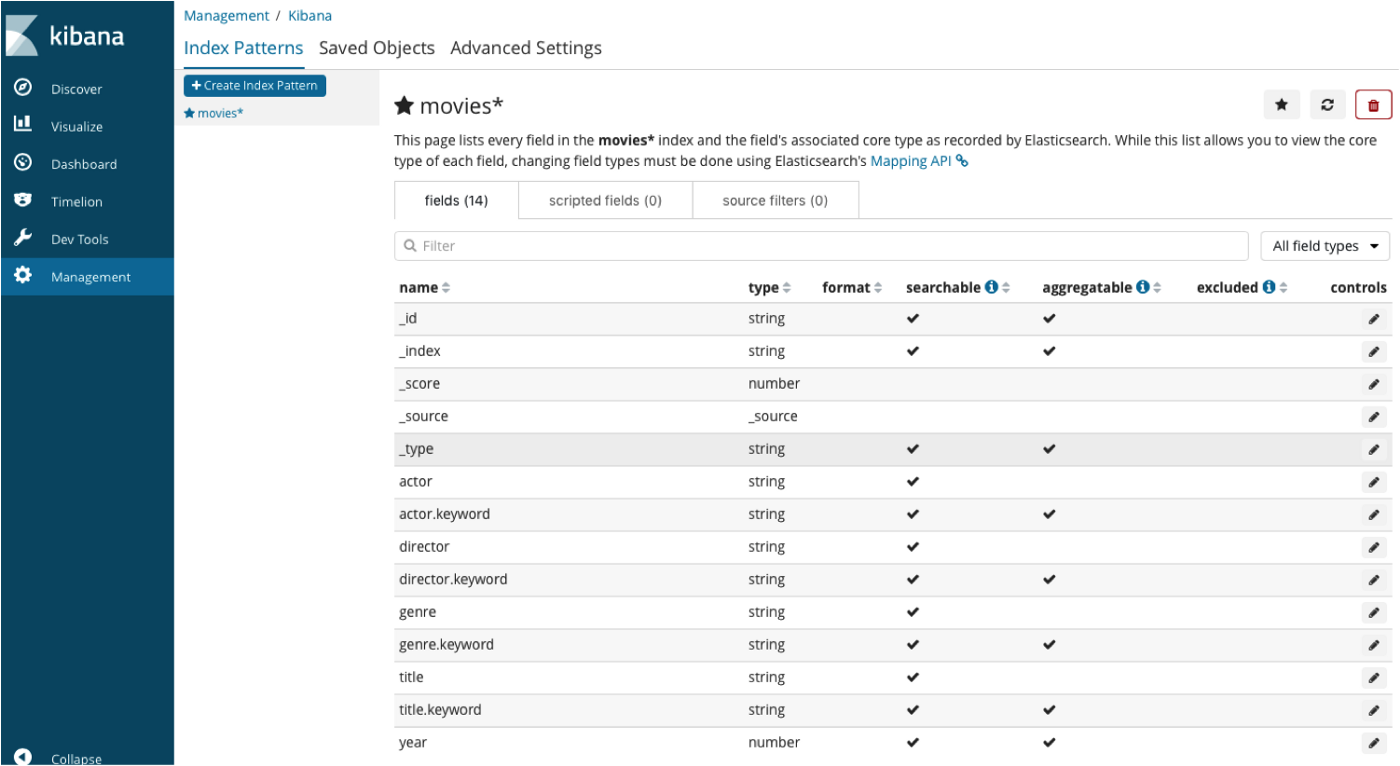 kibana
Discover
Visualize
Dashboard
Timelion
Dev Tools
Management
Collapse
Management / Kibana
Index Patterns Saved Objects Advanced Settings
+ Create Index Pattern
★ movies*
★ movies*
This page lists every field in the movies* index and the field's associated core type as recorded by Elasticsearch. While this list allows you to view the core
type of each field, changing field types must be done using Elasticsearch's Mapping API
fields (14) scripted fields (0) source filters (0)
Filter All field types
name type format searchable aggregatable excluded controls
_id string ✔ ✔
_index string ✔ ✔
_score number
_source _source
_type string ✔ ✔
actor string ✔
actor.keyword string ✔ ✔
director string ✔
director.keyword string ✔ ✔
genre string ✔
genre.keyword string ✔ ✔
title string ✔
title.keyword string ✔ ✔
year number ✔ ✔